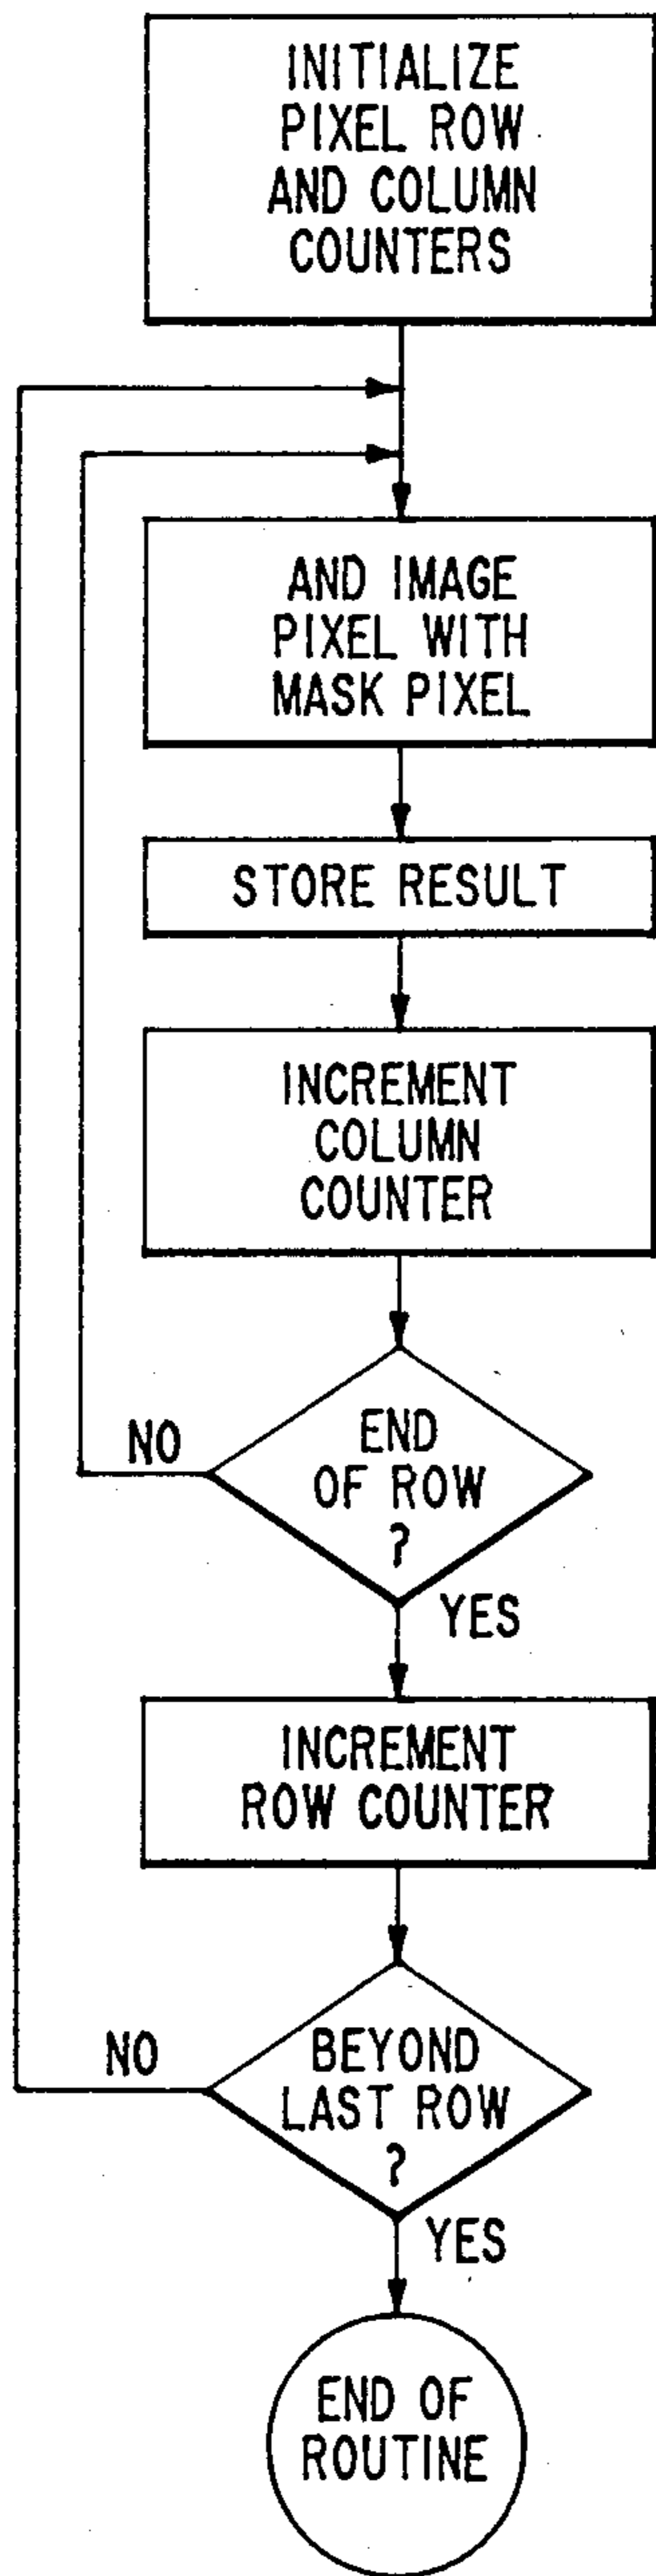 INITIALIZE
PIXEL ROW
AND COLUMN
COUNTERS
AND IMAGE
PIXEL WITH
MASK PIXEL
STORE RESULT
INCREMENT
COLUMN
COUNTER
END
OF ROW
?
NO
YES
INCREMENT
ROW COUNTER
BEYOND
LAST ROW
?
NO
YES
END OF
ROUTINE